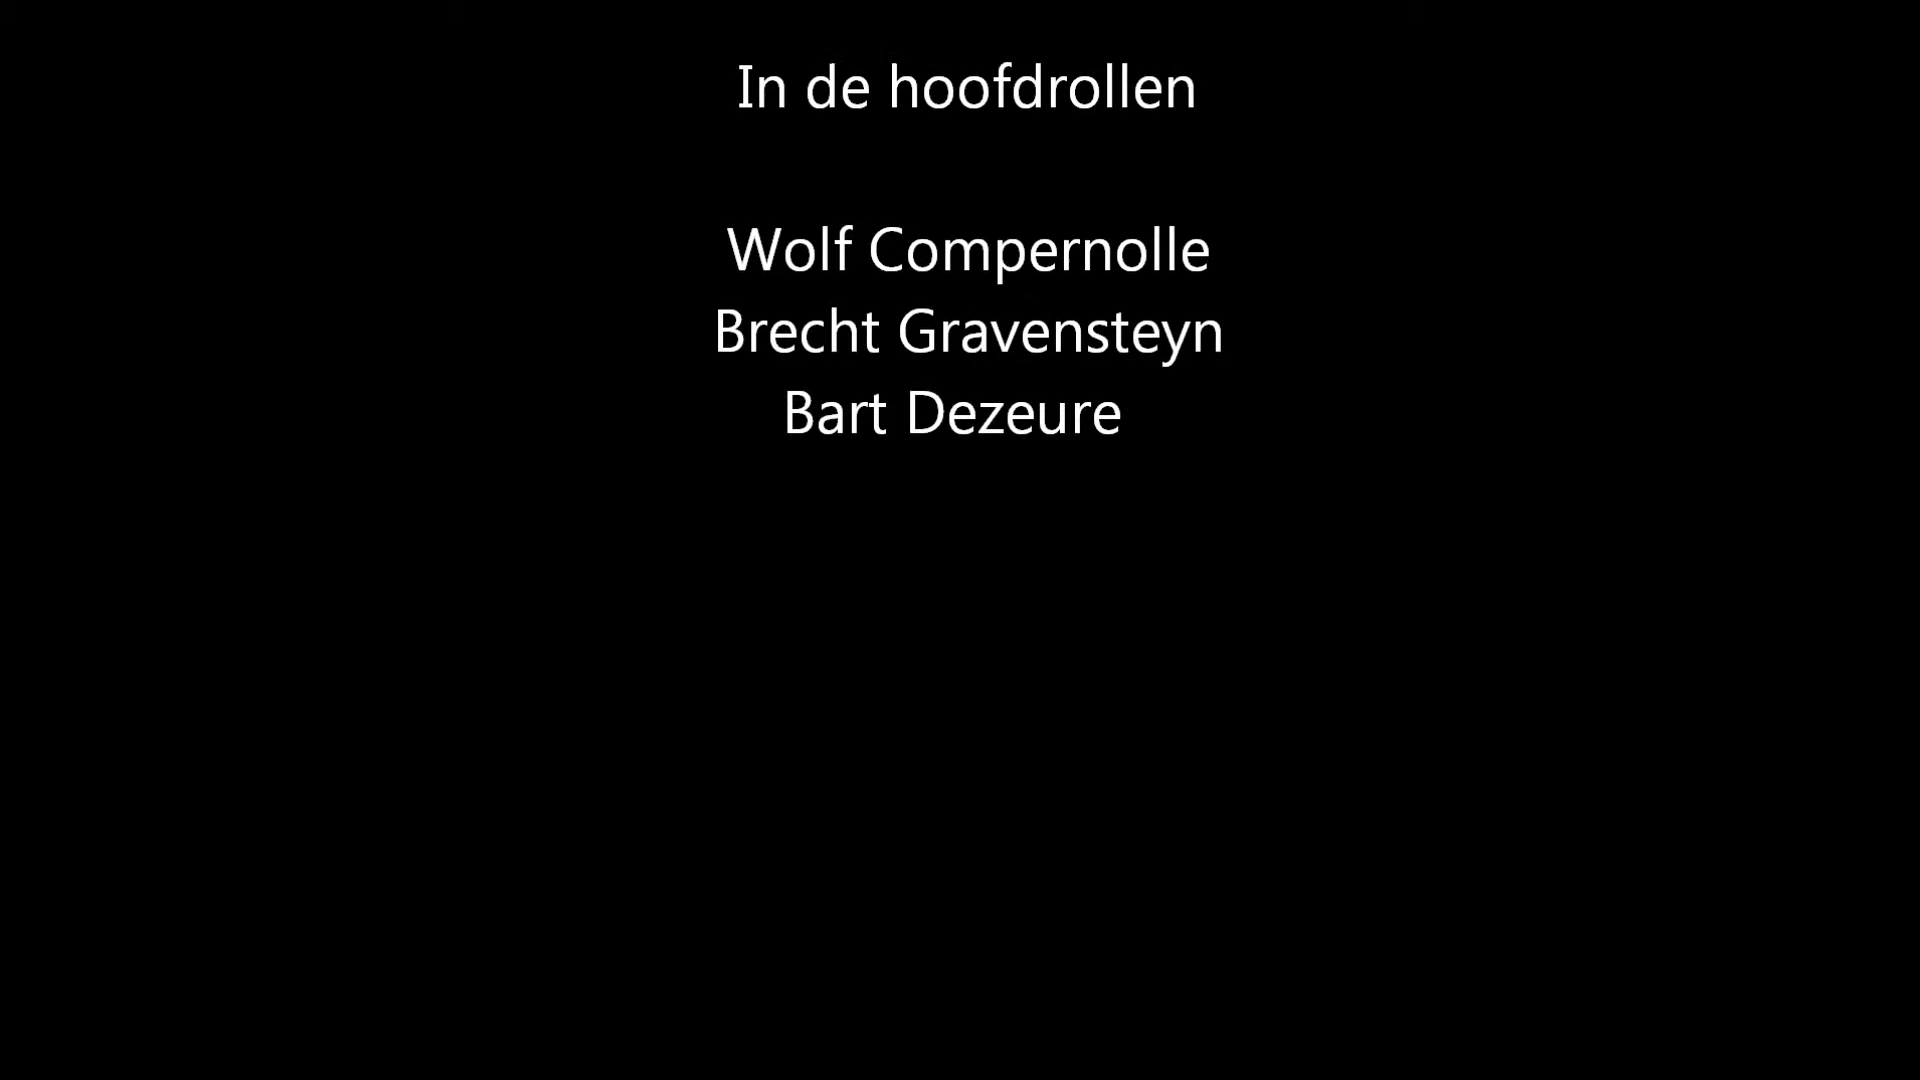 In de hoofdrollen
Wolf Compernolle
Brecht Gravensteyn
Bart Dezeure